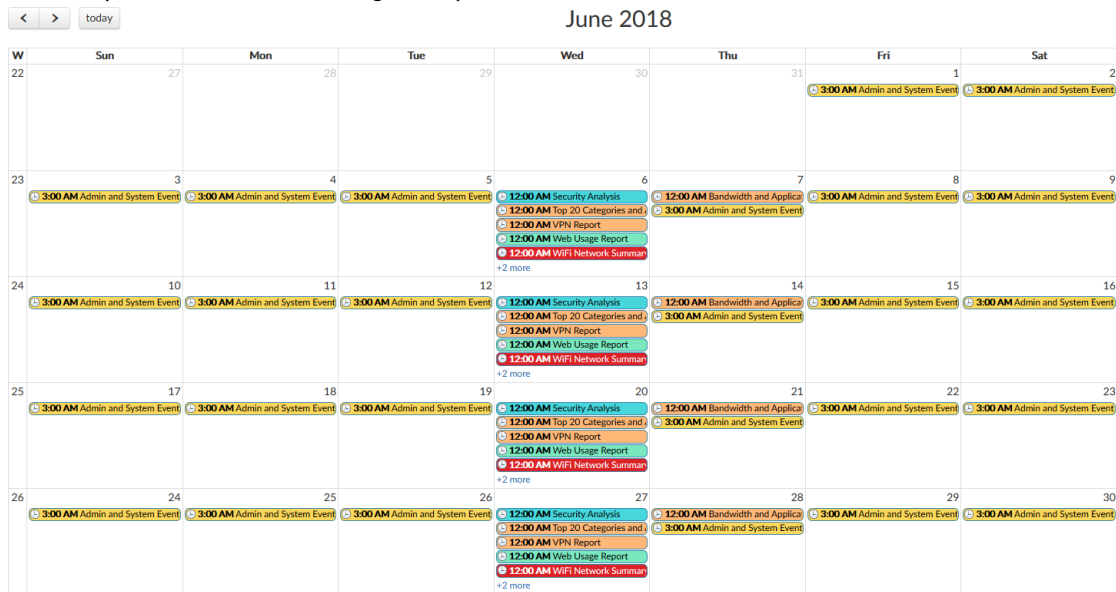 < > today
June 2018
W Sun Mon Tue Wed Thu Fri Sat
22 27 28 29 30 31 1 2
3:00 AM Admin and System Event 3:00 AM Admin and System Event
23 3 4 5 6 7 8 9
3:00 AM Admin and System Event 3:00 AM Admin and System Event 3:00 AM Admin and System Event 12:00 AM Security Analysis 12:00 AM Bandwidth and Applica 3:00 AM Admin and System Event 3:00 AM Admin and System Event
12:00 AM Top 20 Categories and 3:00 AM Admin and System Event
12:00 AM VPN Report
12:00 AM Web Usage Report
12:00 AM WiFi Network Summar
+2 more
24 10 11 12 13 14 15 16
3:00 AM Admin and System Event 3:00 AM Admin and System Event 3:00 AM Admin and System Event 12:00 AM Security Analysis 12:00 AM Bandwidth and Applica 3:00 AM Admin and System Event 3:00 AM Admin and System Event
12:00 AM Top 20 Categories and 3:00 AM Admin and System Event
12:00 AM VPN Report
12:00 AM Web Usage Report
12:00 AM WiFi Network Summar
+2 more
25 17 18 19 20 21 22 23
3:00 AM Admin and System Event 3:00 AM Admin and System Event 3:00 AM Admin and System Event 12:00 AM Security Analysis 12:00 AM Bandwidth and Applica 3:00 AM Admin and System Event 3:00 AM Admin and System Event
12:00 AM Top 20 Categories and 3:00 AM Admin and System Event
12:00 AM VPN Report
12:00 AM Web Usage Report
12:00 AM WiFi Network Summar
+2 more
26 24 25 26 27 28 29 30
3:00 AM Admin and System Event 3:00 AM Admin and System Event 3:00 AM Admin and System Event 12:00 AM Security Analysis 12:00 AM Bandwidth and Applica 3:00 AM Admin and System Event 3:00 AM Admin and System Event
12:00 AM Top 20 Categories and 3:00 AM Admin and System Event
12:00 AM VPN Report
12:00 AM Web Usage Report
12:00 AM WiFi Network Summar
+2 more